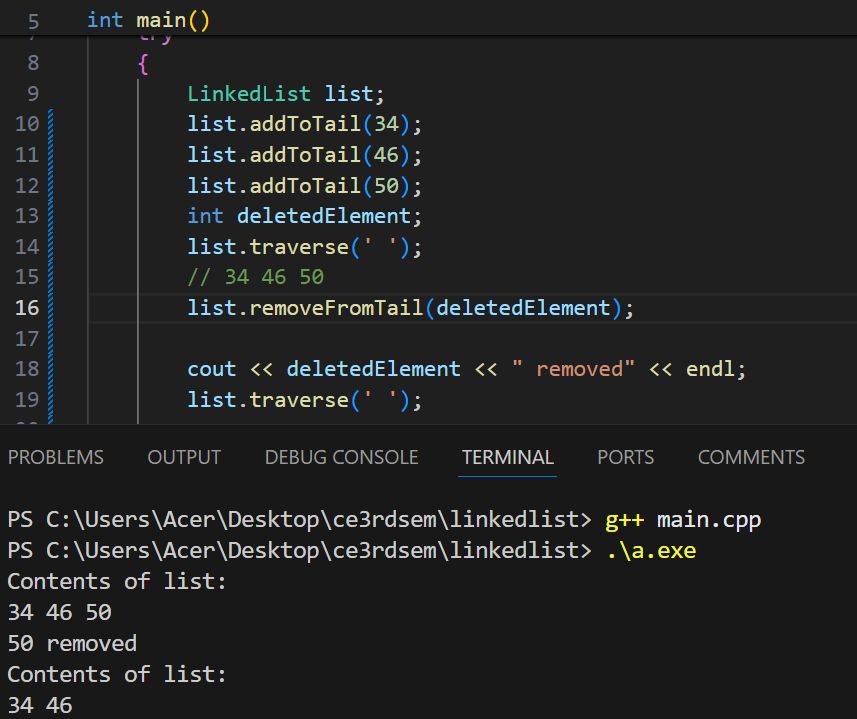 5 int main()
7 try
8 {
9 LinkedList list;
10 list.addToTail(34);
11 list.addToTail(46);
12 list.addToTail(50);
13 int deletedElement;
14 list.traverse(' ');
15 // 34 46 50
16 list.removeFromTail(deletedElement);
17
18 cout << deletedElement << " removed" << endl;
19 list.traverse(' ');
PROBLEMS OUTPUT DEBUG CONSOLE TERMINAL PORTS COMMENTS
PS C:\Users\Acer\Desktop\ce3rdsem\linkedlist> g++ main.cpp
PS C:\Users\Acer\Desktop\ce3rdsem\linkedlist> .\a.exe
Contents of list:
34 46 50
50 removed
Contents of list:
34 46